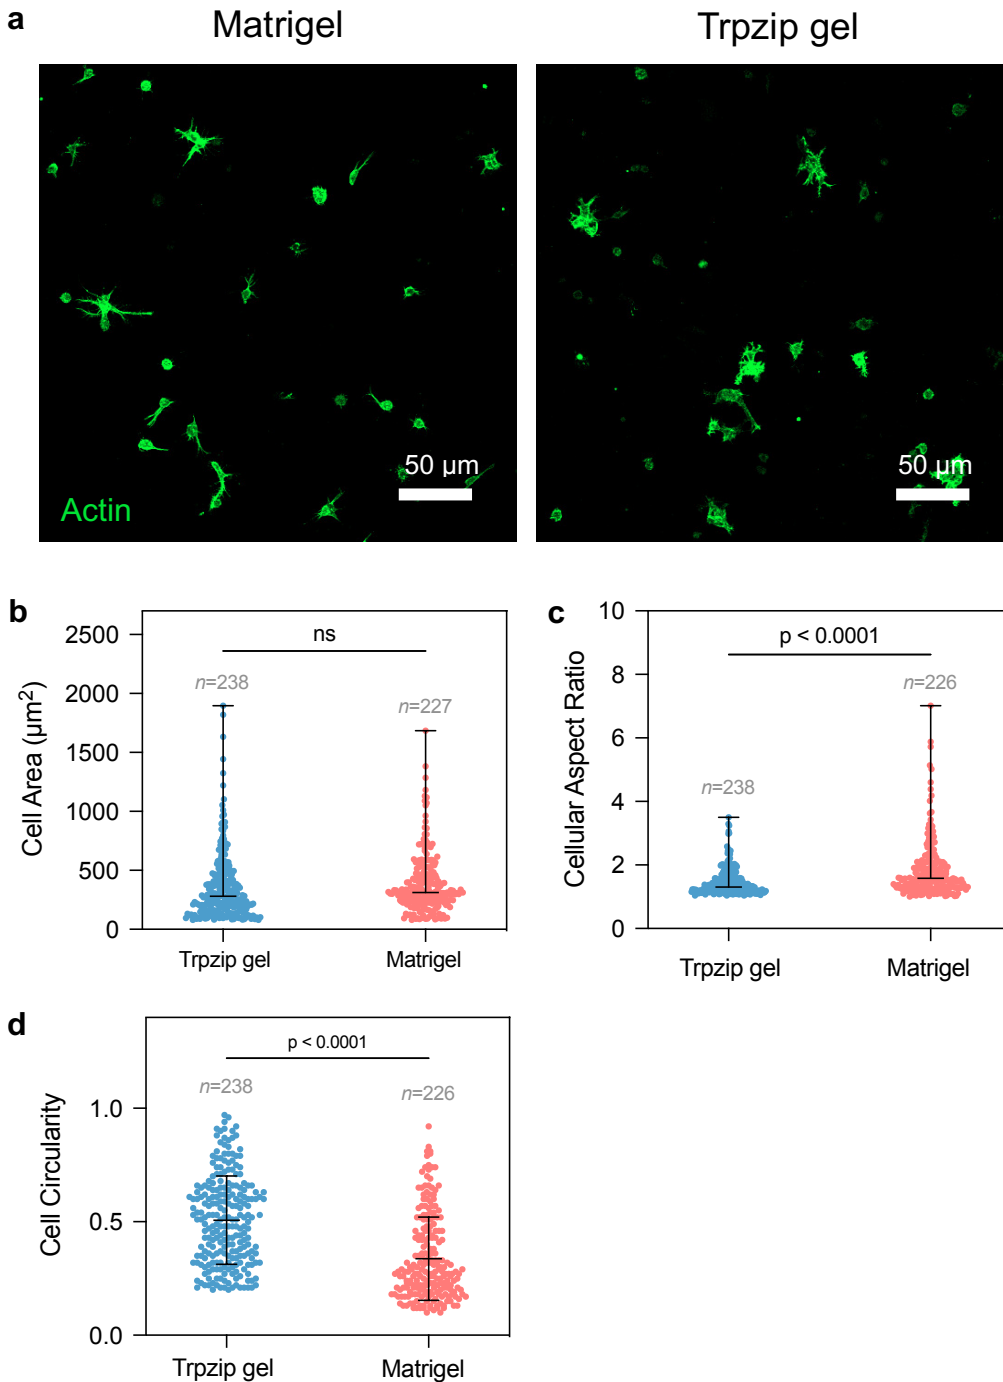 a
Matrigel
Trpzip gel
Actin
50 µm
50 µm
b
Cell Area (µm²)
2500
2000
1500
1000
500
0
ns
n=238
n=227
Trpzip gel
Matrigel
c
Cellular Aspect Ratio
10
8
6
4
2
0
p < 0.0001
n=238
n=226
Trpzip gel
Matrigel
d
Cell Circularity
1.0
0.5
0.0
p < 0.0001
n=238
n=226
Trpzip gel
Matrigel